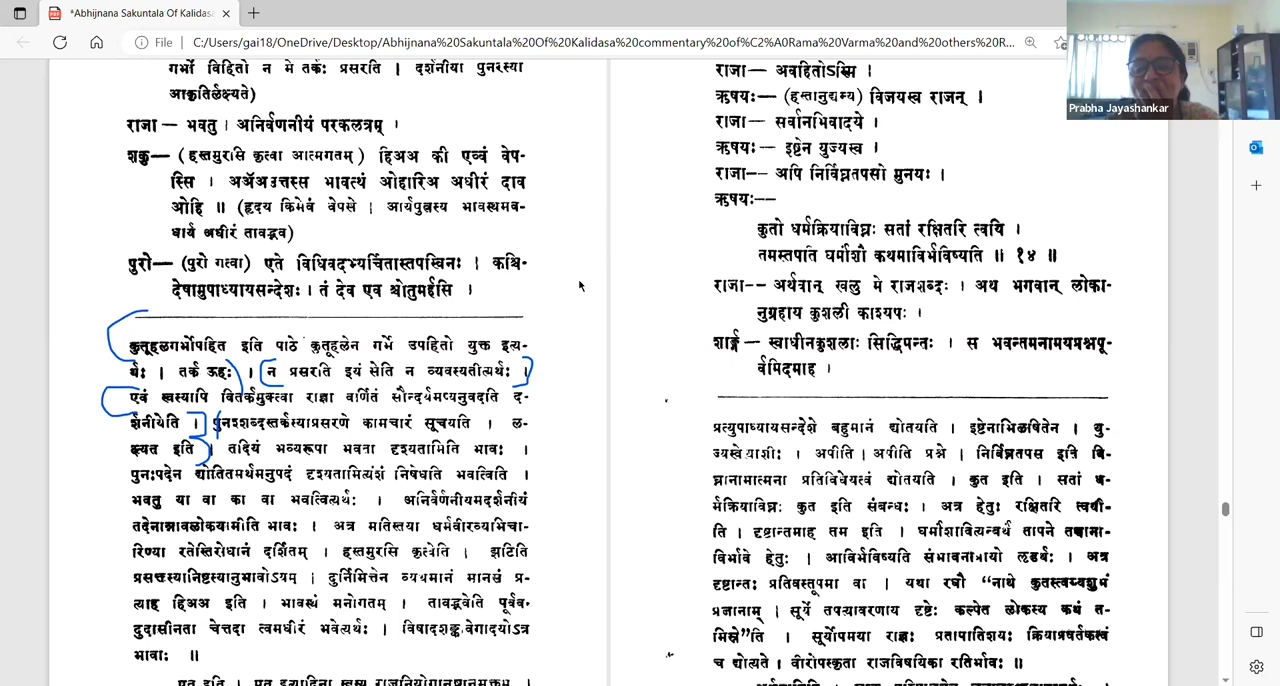 *Abhijnana Sakuntala Of Kalidasa
File
C:/Users/gai18/OneDrive/Desktop/Abhijnana%20Sakuntala%20Of%20Kalidasa%20commentary%20of%C2%A0Rama%20Varma%20and%20others%20R...
Prabha Jayashankar
गर्भो विहितो न मे तर्कः प्रसरति । दर्शनीया पुनरस्या
आकृतिर्लक्ष्यते)
राजा — भवतु । अनिर्वर्णनीयं परकलत्रम् ।
शकु — (हस्तमुरसि कृत्वा आत्मगतम्) हिअअ की एव्वं वेप-
स्सि । अॲअउत्तस्स भावत्थं ओहारिअ अधीरं दाव
ओहि ॥ (हृदय किमेवं वेपसे । आर्यपुत्रस्य भावस्थमव-
धार्य अधीरं तावद्भव)
पुरो — (पुरो गत्वा) एते विधिवदभ्यर्चितास्तपस्विनः । कश्चि-
देषामुपाध्यायसन्देशः । तं देव एव श्रोतुमर्हसि ।
कुतूहलगर्भोपहित इति पाठे कुतूहलेन गर्भे उपहितो युक्त इत्य-
र्थः । तर्क ऊहः । न प्रसरति इयं सेति न व्यवस्यतीत्यर्थः ।
एवं स्वस्यापि वितर्कमुक्त्वा राज्ञा वर्णितं सौन्दर्यमप्यनुवदति द-
र्शनीयेति । पुनश्शब्दस्तर्कस्याप्रसरणे कामचारं सूचयति । ल-
क्ष्यत इति । तदियं भव्यरूपा भवता दृश्यतामिति भावः ।
पुनःपदेन द्योतितमर्थमनुपदं दृश्यतामित्यंशं निषेधति भवत्विति ।
भवतु या वा का वा भवत्वित्यर्थः । अनिर्वर्णनीयमदर्शनीयं
तदेनान्नावलोकयामीति भावः । अत्र मतिस्तया धर्मवीरव्यभिचा-
रिण्या रतेस्तिरोधानं दर्शितम् । हस्तमुरसि कृत्वेति । झटिति
प्रसक्तस्यानिष्टस्यानुभावोऽयम् । दुर्निमित्तेन व्यथमानं मानसं प्र-
त्याह हिअअ इति । भावस्थं मनोगतम् । तावद्भवेति पूर्वव-
दुदासीनता चेत्तदा त्वमधीरं भवेत्यर्थः । विषादशङ्कावेगादयोऽत्र
भावाः ॥
राजा — अवहितोऽस्मि ।
ऋषयः — (हस्तानुद्यम्य) विजयस्व राजन् ।
राजा — सर्वानभिवादये ।
ऋषयः — इष्टेन युज्यस्व ।
राजा -- अपि निर्विघ्नतपसो मुनयः ।
ऋषयः --
कुतो धर्मक्रियाविघ्नः सतां रक्षितरि त्वयि ।
तमस्तपति घर्मांशौ कथमाविर्भविष्यति ॥ १४ ॥
राजा -- अर्थवान् खलु मे राजशब्दः । अथ भगवान् लोका-
नुग्रहाय कुशली काश्यपः ।
शार्ङ्ग — स्वाधीनकुशलाः सिद्धिमन्तः । स भवन्तमनामयप्रश्नपू-
र्वमिदमाह ।
प्रत्युपाध्यायसन्देशे बहुमानं द्योतयति । इष्टेनाभिलषितेन । यु-
ज्यस्वेत्याशीः । अपीति । अपीति प्रश्ने । निर्विघ्नतपस इति वि-
घ्नानामात्मना प्रतिविधेयत्वं द्योतयति । कुत इति । सतां ध-
र्मक्रियाविघ्नः कुत इति संबन्धः । अत्र हेतुः रक्षितरि त्वयी-
ति । दृष्टान्तमाह तम इति । घर्मांशावित्यन्वर्थं तापने तथामा-
विर्भावे हेतुः । आविर्भविष्यति संभावनाभायो लडर्थः । अत्र
दृष्टान्तः प्रतिवस्तूपमा वा । यथा रघौ “नाथे कुतस्त्वय्यशुभं
प्रजानाम् । सूर्ये तपत्यावरणाय दृष्टेः कल्पेत लोकस्य कथं त-
मिस्रे”ति । सूर्योपमया राज्ञः प्रतापातिशयः क्रियाप्रवर्तकत्वं
च द्योत्यते । वीरोपस्कृता राजविषयिका रतिर्भावः ॥